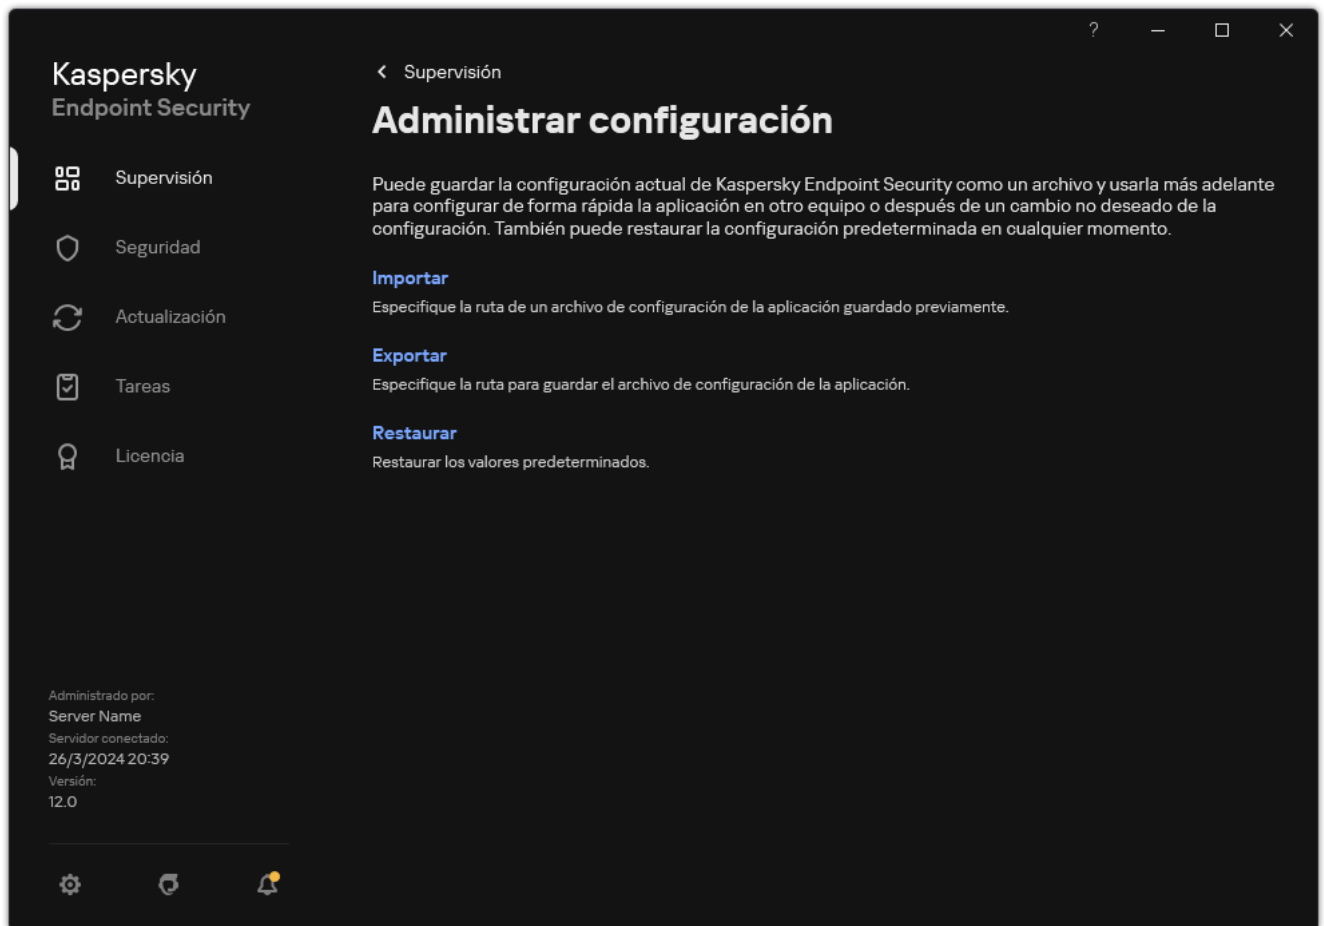 ?
Kaspersky
Endpoint Security
Supervisión
Seguridad
Actualización
Tareas
Licencia
Administrado por:
Server Name
Servidor conectado:
26/3/2024 20:39
Versión:
12.0
Supervisión
Administrar configuración
Puede guardar la configuración actual de Kaspersky Endpoint Security como un archivo y usarla más adelante
para configurar de forma rápida la aplicación en otro equipo o después de un cambio no deseado de la
configuración. También puede restaurar la configuración predeterminada en cualquier momento.
Importar
Especifique la ruta de un archivo de configuración de la aplicación guardado previamente.
Exportar
Especifique la ruta para guardar el archivo de configuración de la aplicación.
Restaurar
Restaurar los valores predeterminados.